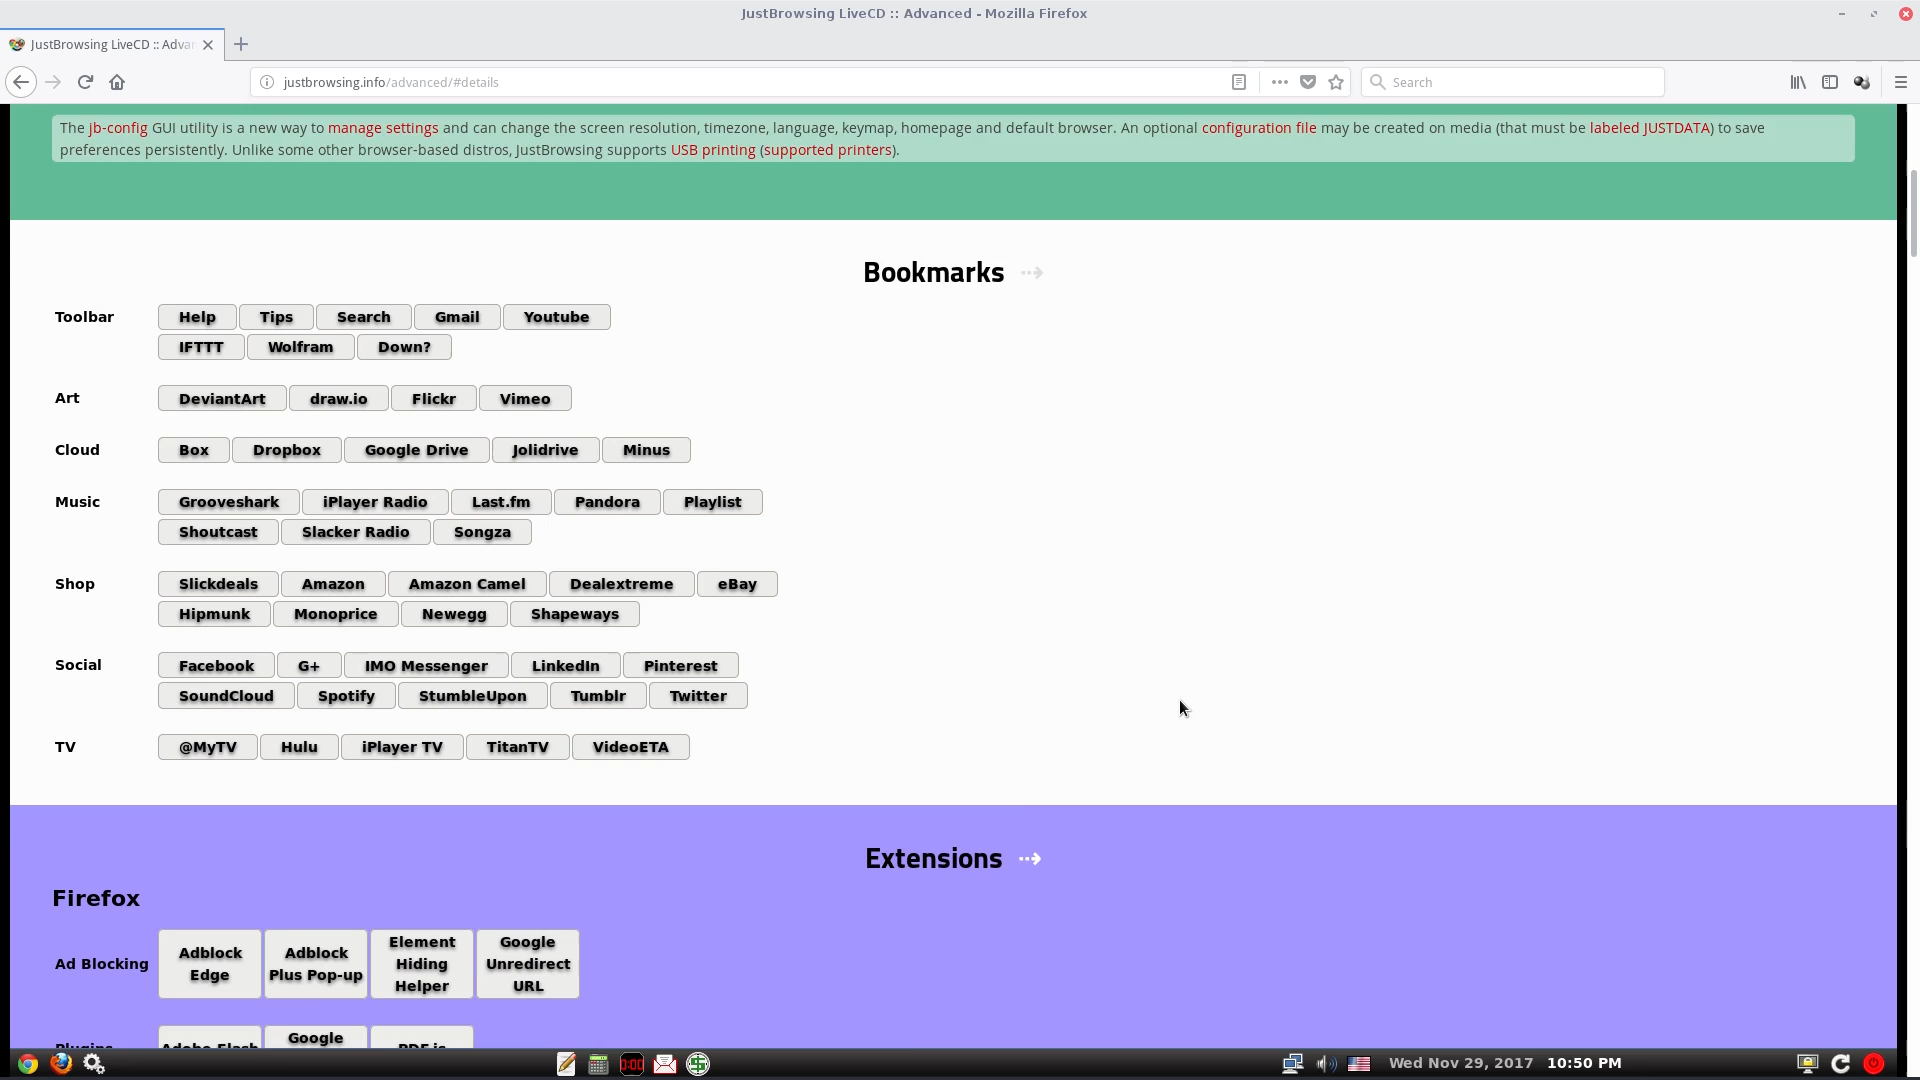 JustBrowsing LiveCD :: Advanced - Mozilla Firefox
JustBrowsing LiveCD :: Advan
justbrowsing.info/advanced/#details
Search
The jb-config GUI utility is a new way to manage settings and can change the screen resolution, timezone, language, keymap, homepage and default browser. An optional configuration file may be created on media (that must be labeled JUSTDATA) to save
preferences persistently. Unlike some other browser-based distros, JustBrowsing supports USB printing (supported printers).
Bookmarks
Toolbar Help Tips Search Gmail Youtube
IFTTT Wolfram Down?
Art DeviantArt draw.io Flickr Vimeo
Cloud Box Dropbox Google Drive Jolidrive Minus
Music Grooveshark iPlayer Radio Last.fm Pandora Playlist
Shoutcast Slacker Radio Songza
Shop Slickdeals Amazon Amazon Camel Dealextreme eBay
Hipmunk Monoprice Newegg Shapeways
Social Facebook G+ IMO Messenger LinkedIn Pinterest
SoundCloud Spotify StumbleUpon Tumblr Twitter
TV @MyTV Hulu iPlayer TV TitanTV VideoETA
Extensions
Firefox
Ad Blocking
Adblock
Edge
Adblock
Plus Pop-up
Element
Hiding
Helper
Google
Unredirect
URL
Plugins
Adobe Flash
Google
PDF.js
0:00
Wed Nov 29, 2017 10:50 PM